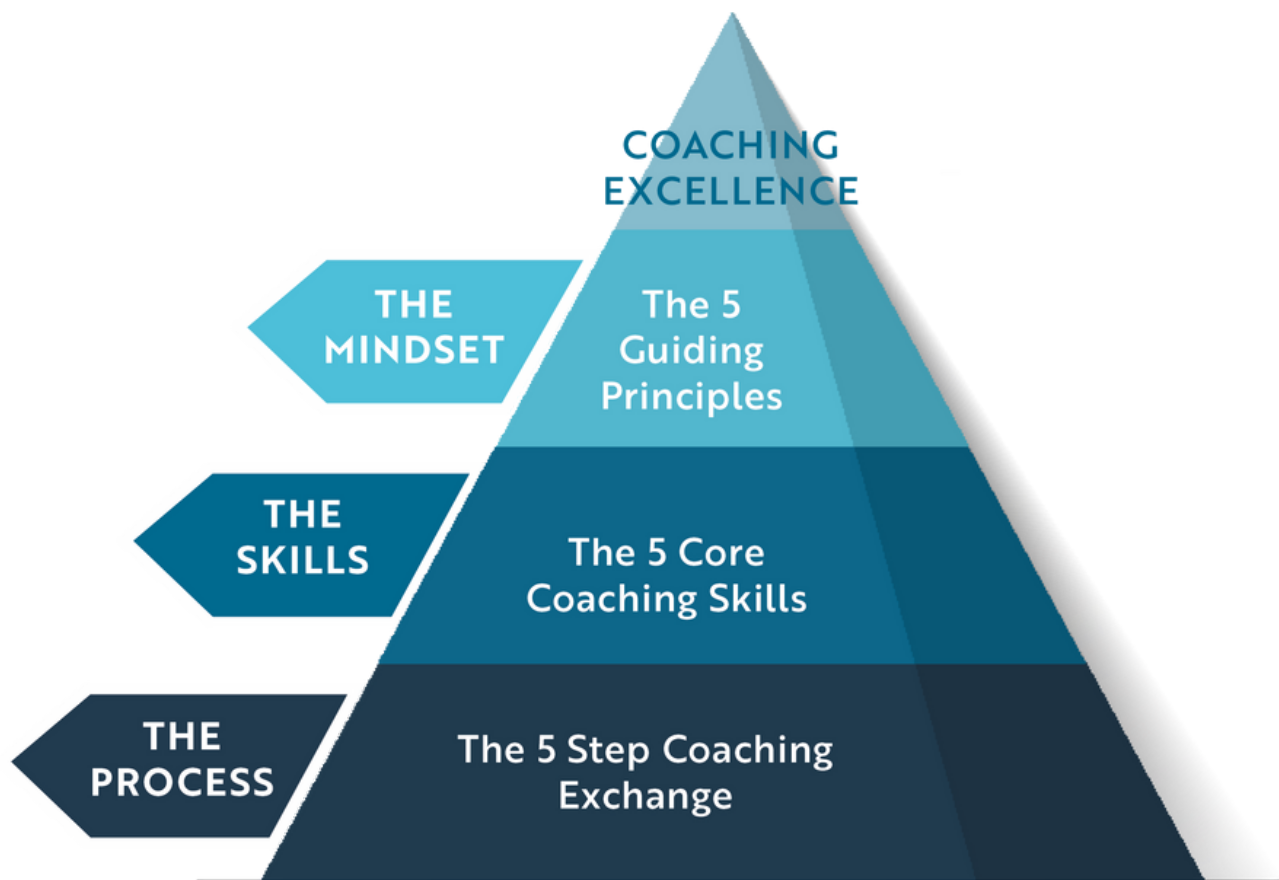 COACHING
EXCELLENCE
THE
MINDSET
The 5
Guiding
Principles
THE
SKILLS
The 5 Core
Coaching Skills
THE
PROCESS
The 5 Step Coaching
Exchange